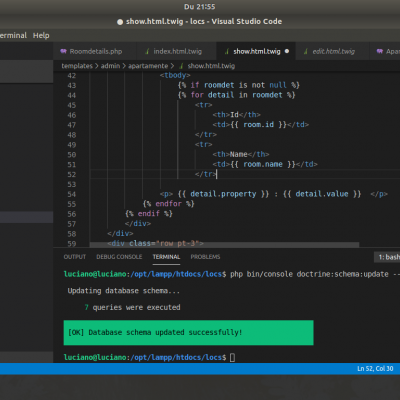 Du 21:55
● show.html.twig - locs - Visual Studio Code
erminal Help
Roomdetails.php index.html.twig show.html.twig ● edit.html.twig Apa
templates > admin > apartamente > show.html.twig
42 <tbody>
43 {% if roomdet is not null %}
44 {% for detail in roomdet %}
45 <tr>
46 <th>Id</th>
47 <td>{{ room.id }}</td>
48 </tr>
49 <tr>
50 <th>Name</th>
51 <td>{{ room.name }}</td>
52 </tr>
53
54 <p> {{ detail.property }} : {{ detail.value }} </p>
55 {% endfor %}
56 {% endif %}
57 </div>
58 </div>
59 <div class="row pt-3">
OUTPUT DEBUG CONSOLE TERMINAL PROBLEMS 1: bash
luciano@luciano:/opt/lampp/htdocs/locs$ php bin/console doctrine:schema:update --
Updating database schema...
7 queries were executed
[OK] Database schema updated successfully!
luciano@luciano:/opt/lampp/htdocs/locs$
Ln 52, Col 30